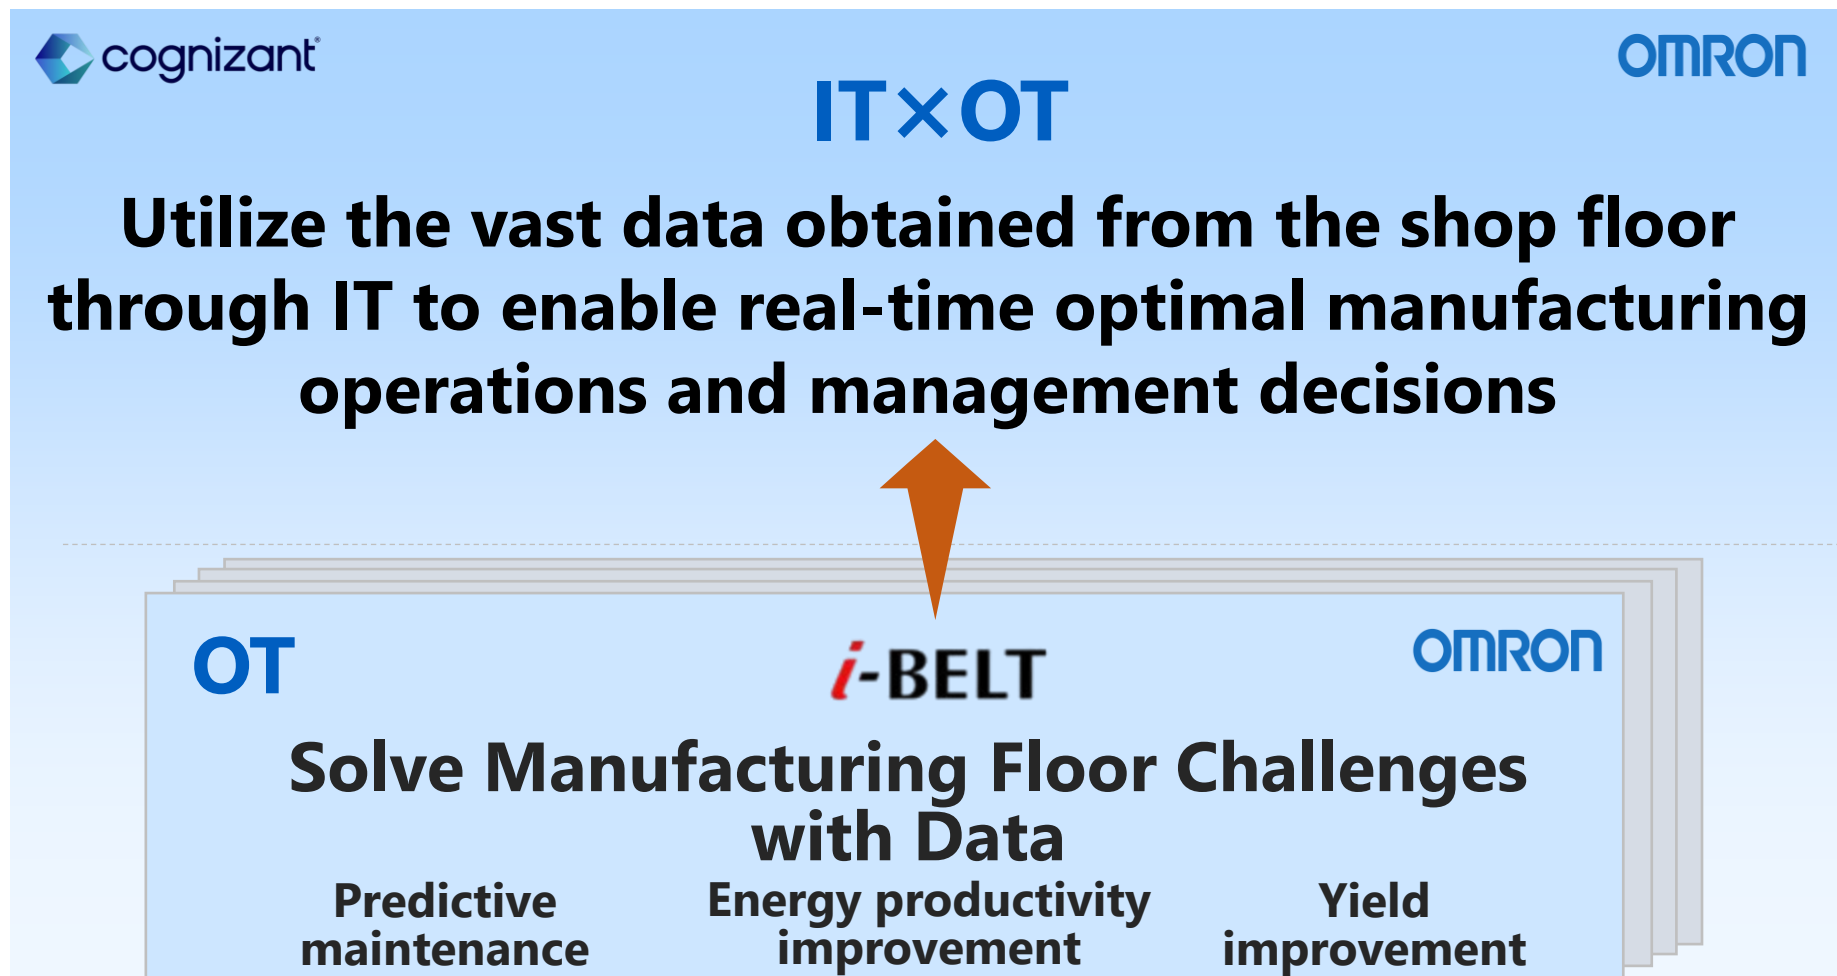 cognizant®
OMRON
IT×OT
Utilize the vast data obtained from the shop floor
through IT to enable real-time optimal manufacturing
operations and management decisions
OT
i-BELT
OMRON
Solve Manufacturing Floor Challenges
with Data
Predictive
maintenance
Energy productivity
improvement
Yield
improvement